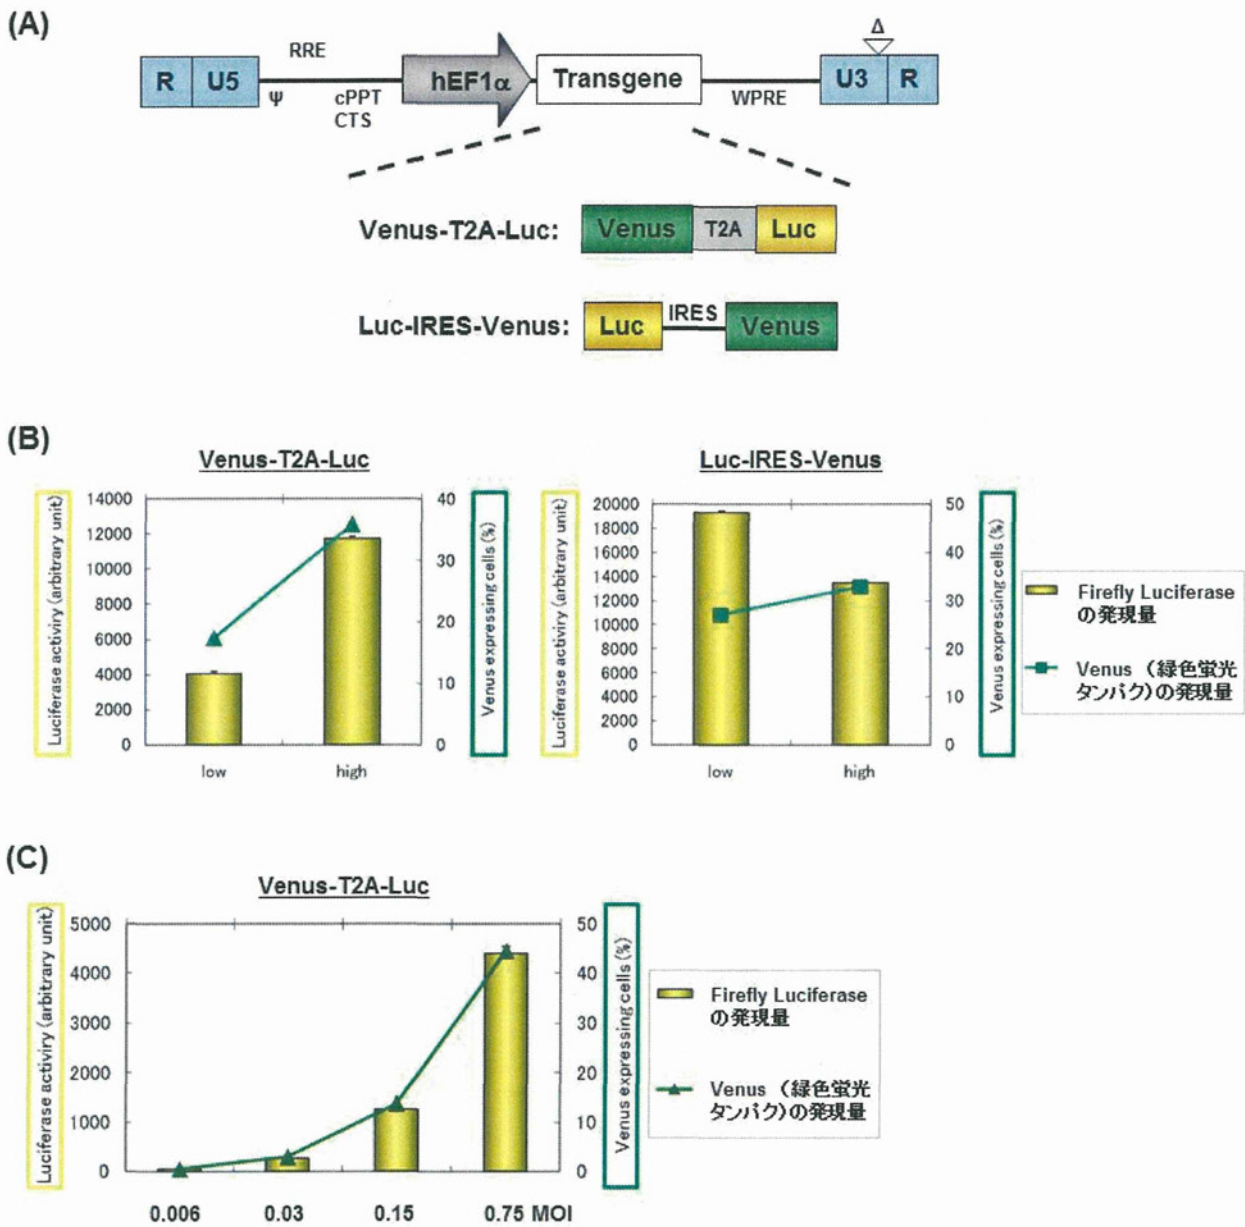 (A)
R
U5
RRE
Ψ
cPPT
CTS
hEF1α
Transgene
WPRE
Δ
U3
R
Venus-T2A-Luc:
Venus
T2A
Luc
Luc-IRES-Venus:
Luc
IRES
Venus
(B)
Venus-T2A-Luc
Luciferase activiry (arbitrary unit)
14000
12000
10000
8000
6000
4000
2000
0
40
30
20
10
0
Venus expressing cells (%)
low
high
Luc-IRES-Venus
Luciferase activiry (arbitrary unit)
20000
18000
16000
14000
12000
10000
8000
6000
4000
2000
0
50
40
30
20
10
0
Venus expressing cells (%)
low
high
Firefly Luciferase
の発現量
Venus (緑色蛍光
タンパク)の発現量
(C)
Venus-T2A-Luc
Luciferase activiry (arbitrary unit)
5000
4000
3000
2000
1000
0
50
40
30
20
10
0
Venus expressing cells (%)
0.006
0.03
0.15
0.75 MOI
Firefly Luciferase
の発現量
Venus (緑色蛍光
タンパク)の発現量